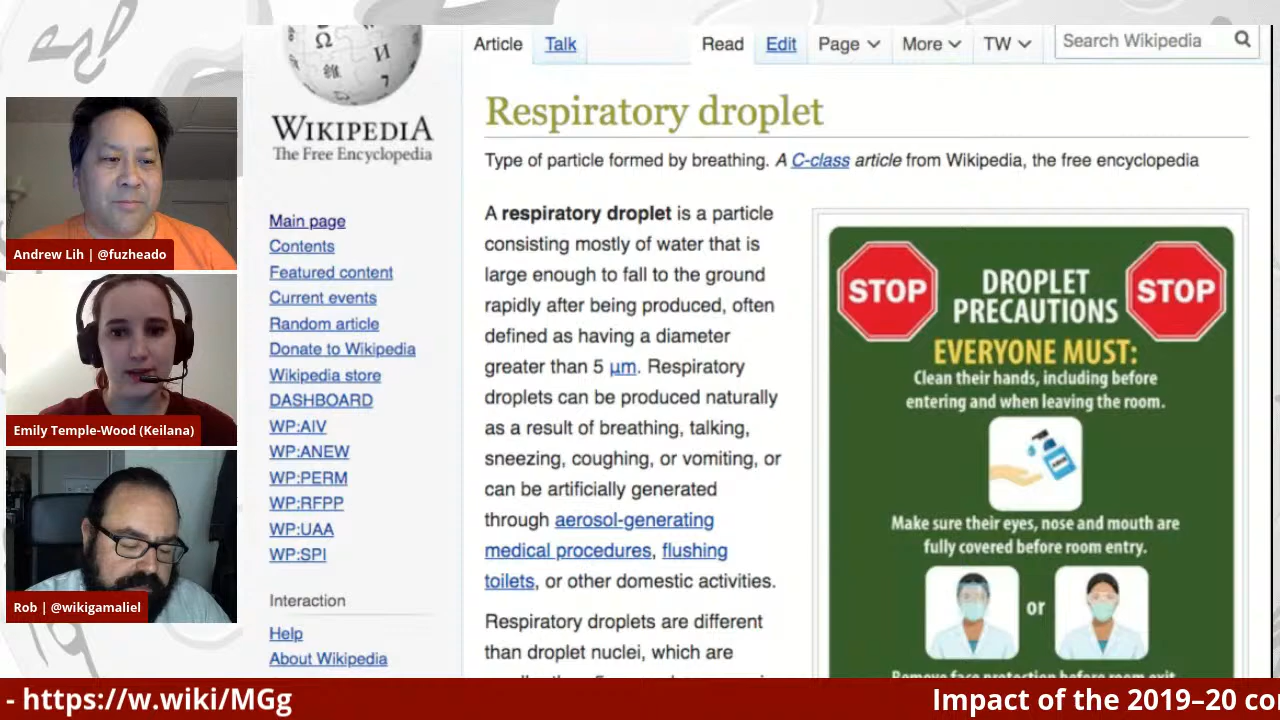 Article Talk Read Edit Page More TW Search Wikipedia
WIKIPEDIA
The Free Encyclopedia
Main page
Contents
Featured content
Current events
Random article
Donate to Wikipedia
Wikipedia store
DASHBOARD
WP:AIV
WP:ANEW
WP:PERM
WP:RFPP
WP:UAA
WP:SPI
Interaction
Help
About Wikipedia
Respiratory droplet
Type of particle formed by breathing. A C-class article from Wikipedia, the free encyclopedia
A respiratory droplet is a particle
consisting mostly of water that is
large enough to fall to the ground
rapidly after being produced, often
defined as having a diameter
greater than 5 μm. Respiratory
droplets can be produced naturally
as a result of breathing, talking,
sneezing, coughing, or vomiting, or
can be artificially generated
through aerosol-generating
medical procedures, flushing
toilets, or other domestic activities.
Respiratory droplets are different
than droplet nuclei, which are
STOP
DROPLET
PRECAUTIONS
STOP
EVERYONE MUST:
Clean their hands, including before
entering and when leaving the room.
Make sure their eyes, nose and mouth are
fully covered before room entry.
or
Remove face protection before room exit
Andrew Lih | @fuzheado
Emily Temple-Wood (Keilana)
Rob | @wikigamaliel
- https://w.wiki/MGg
Impact of the 2019–20 co